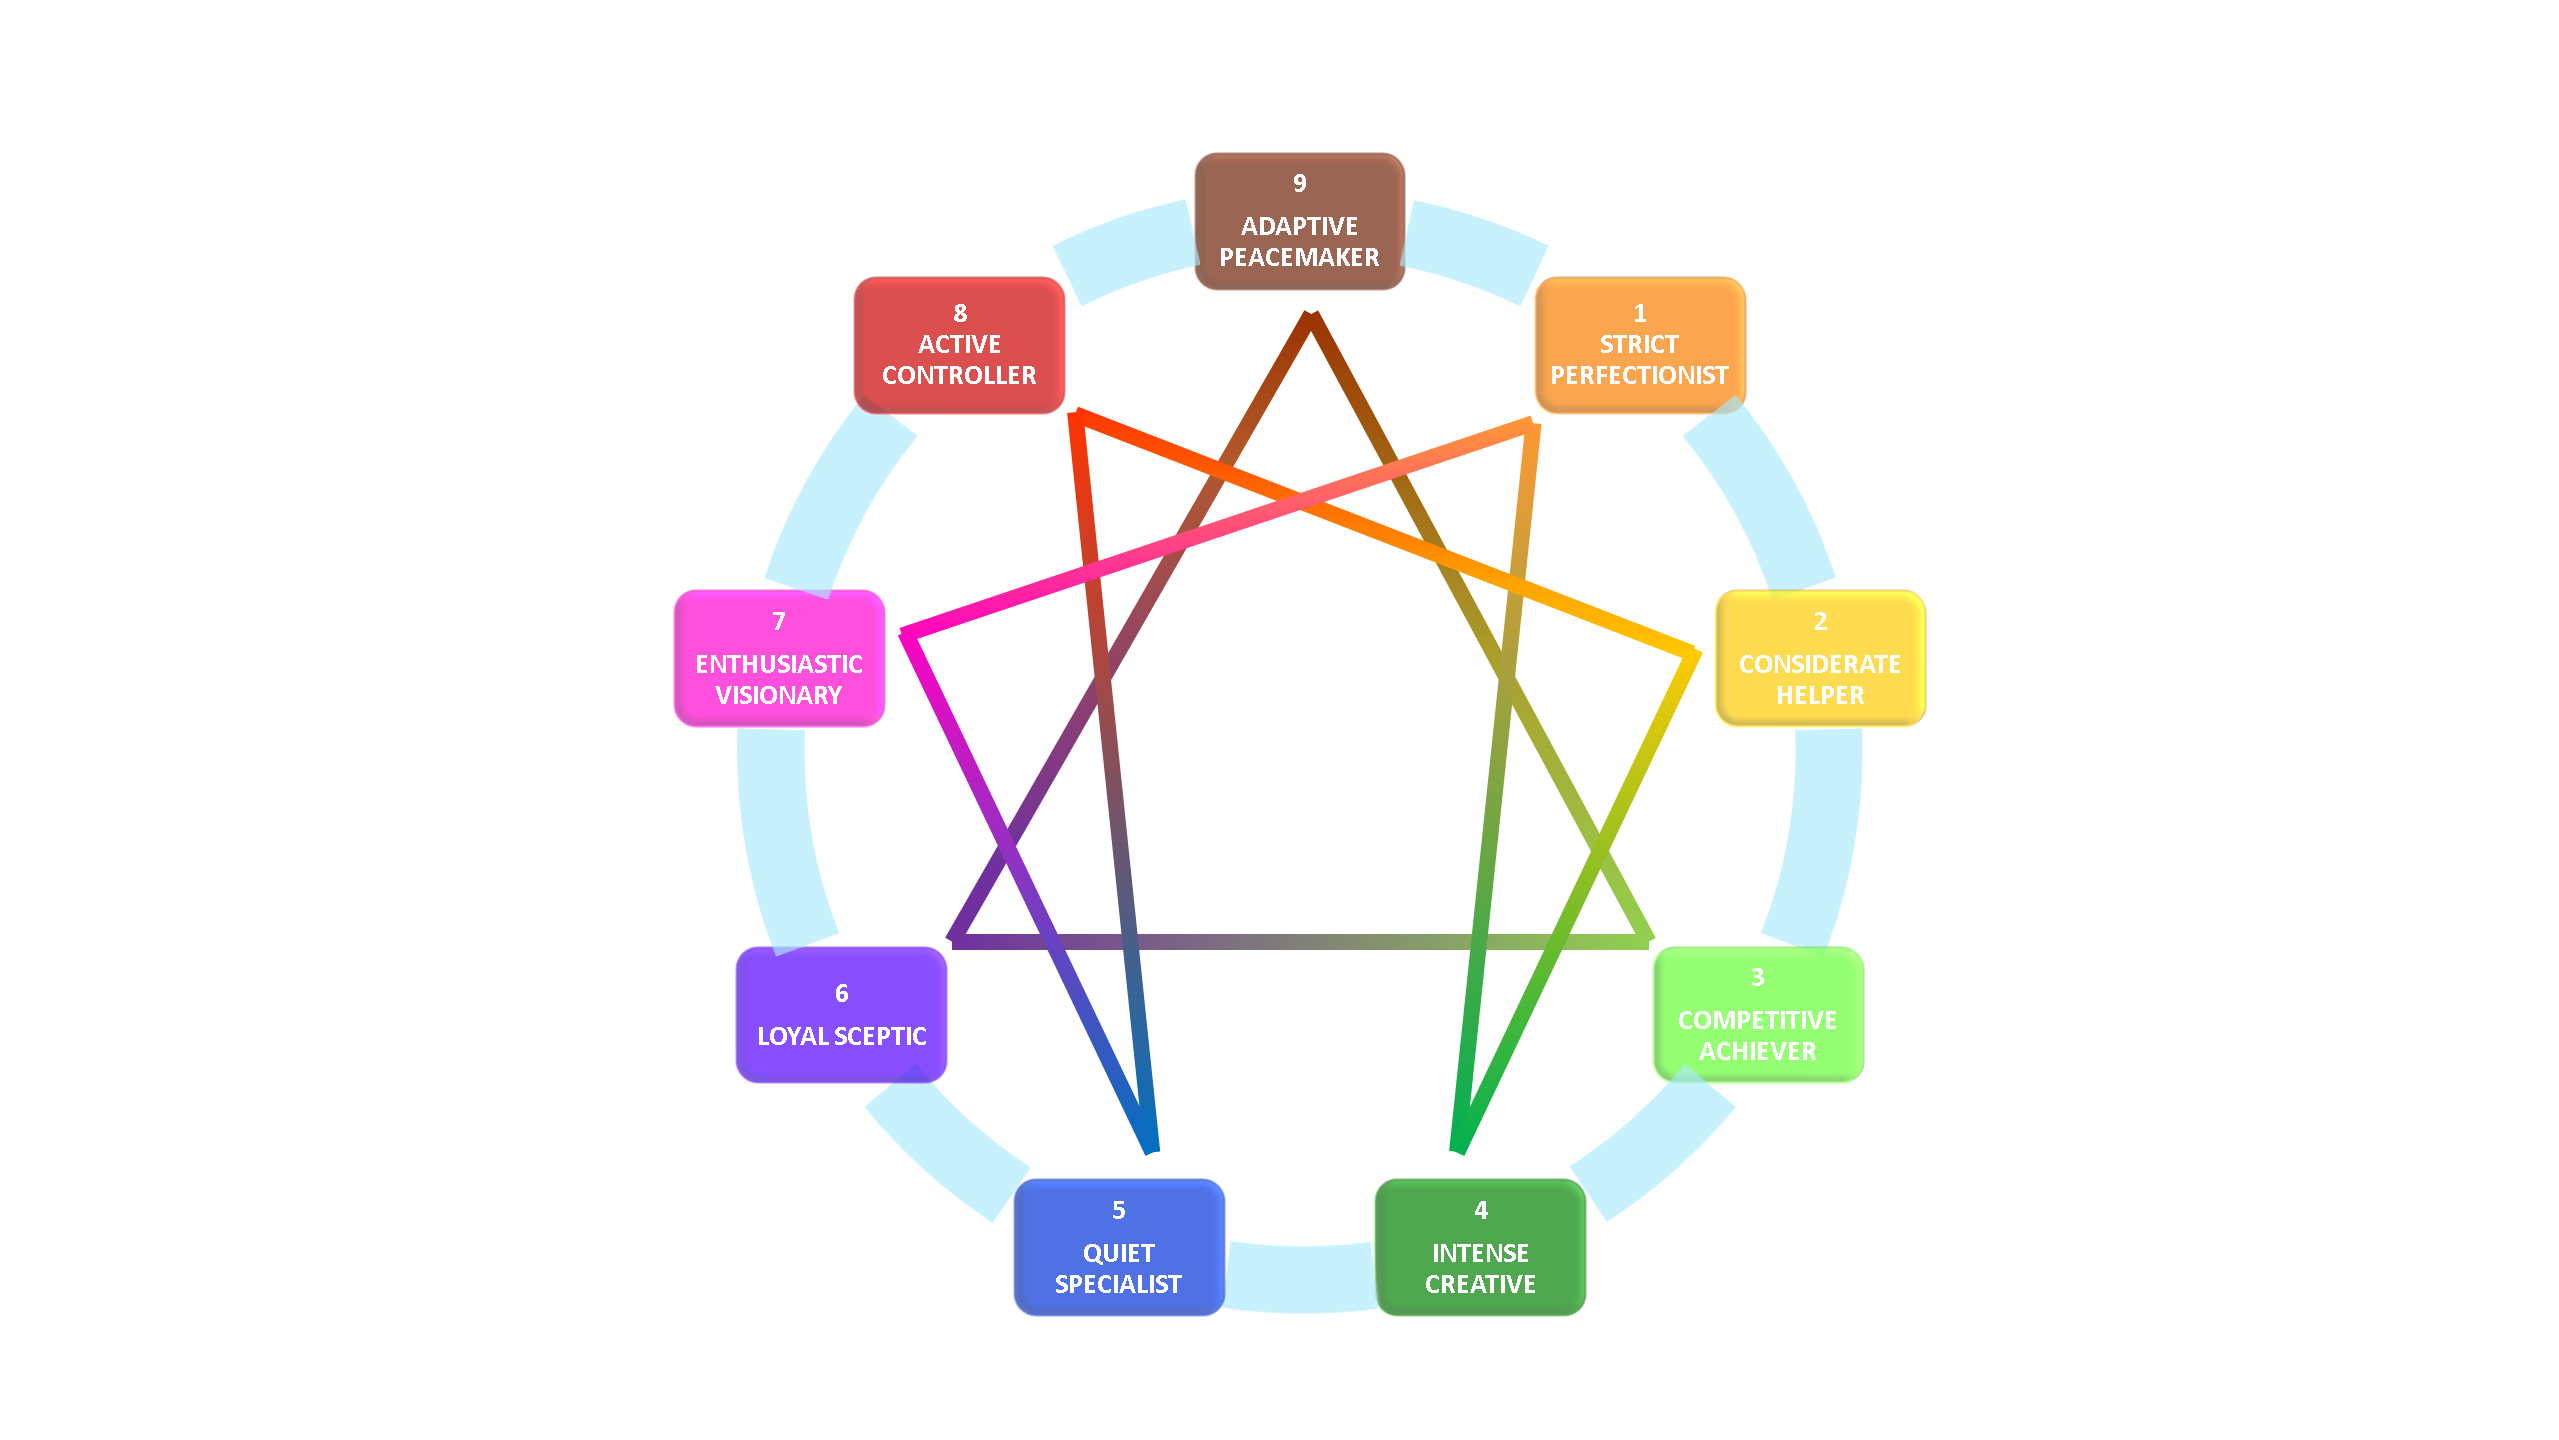 9
ADAPTIVE
PEACEMAKER
8
ACTIVE
CONTROLLER
1
STRICT
PERFECTIONIST
7
ENTHUSIASTIC
VISIONARY
2
CONSIDERATE
HELPER
6
LOYAL SCEPTIC
3
COMPETITIVE
ACHIEVER
5
QUIET
SPECIALIST
4
INTENSE
CREATIVE